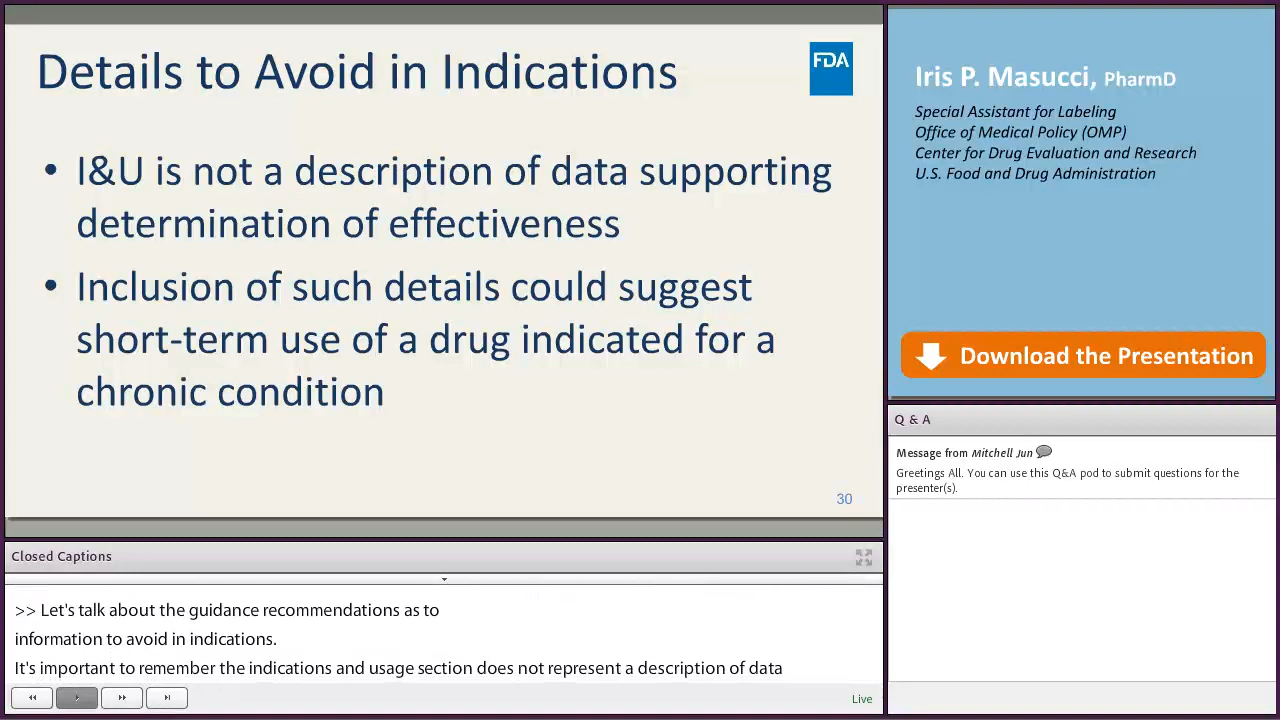 Details to Avoid in Indications
FDA
• I&U is not a description of data supporting
determination of effectiveness
• Inclusion of such details could suggest
short-term use of a drug indicated for a
chronic condition
30
Iris P. Masucci, PharmD
Special Assistant for Labeling
Office of Medical Policy (OMP)
Center for Drug Evaluation and Research
U.S. Food and Drug Administration
Download the Presentation
Q & A
Message from Mitchell Jun
Greetings All. You can use this Q&A pod to submit questions for the
presenter(s).
Closed Captions
>> Let's talk about the guidance recommendations as to
information to avoid in indications.
It's important to remember the indications and usage section does not represent a description of data
Live